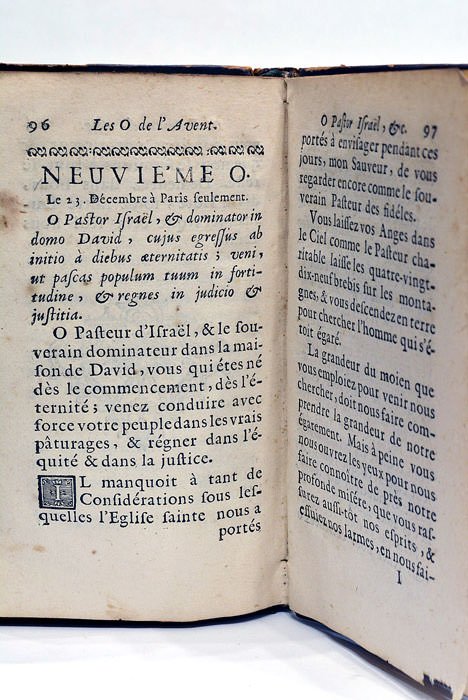 96 Les O de l'Avent.
NEUVIE'ME O.
Le 23. Décembre à Paris seulement.
O Pastor Israël, & dominator in
domo David, cujus egressus ab
initio à diebus æternitatis; veni,
ut pascas populum tuum in forti-
tudine, & regnes in judicio &
justitia.
O Pasteur d'Israël, & le sou-
verain dominateur dans la mai-
son de David, vous qui étes né
dès le commencement, dès l'é-
ternité; venez conduire avec
force votre peuple dans les vrais
pâturages, & régner dans l'é-
quité & dans la justice.
IL manquoit à tant de
Considérations sous les-
quelles l'Eglise sainte nous a
portés
O Pastor Israël, &c. 97
portés à envisager pendant ces
jours, mon Sauveur, de vous
regarder encore comme le sou-
verain Pasteur des fidéles.
Vous laissez vos Anges dans
le Ciel comme le Pasteur cha-
ritable laisse les quatre-vingt-
dix-neuf brebis sur les monta-
gnes, & vous descendez en terre
pour chercher l'homme qui s'é-
toit égaré.
La grandeur du moïen que
vous emploïez pour venir nous
chercher, doit nous faire com-
prendre la grandeur de notre
égarement. Mais à peine vous
nous ouvrez les yeux pour nous
faire connoître de près notre
profonde misére, que vous ras-
surez aussi-tôt nos esprits, &
essuïez nos larmes, en nous fai-
I